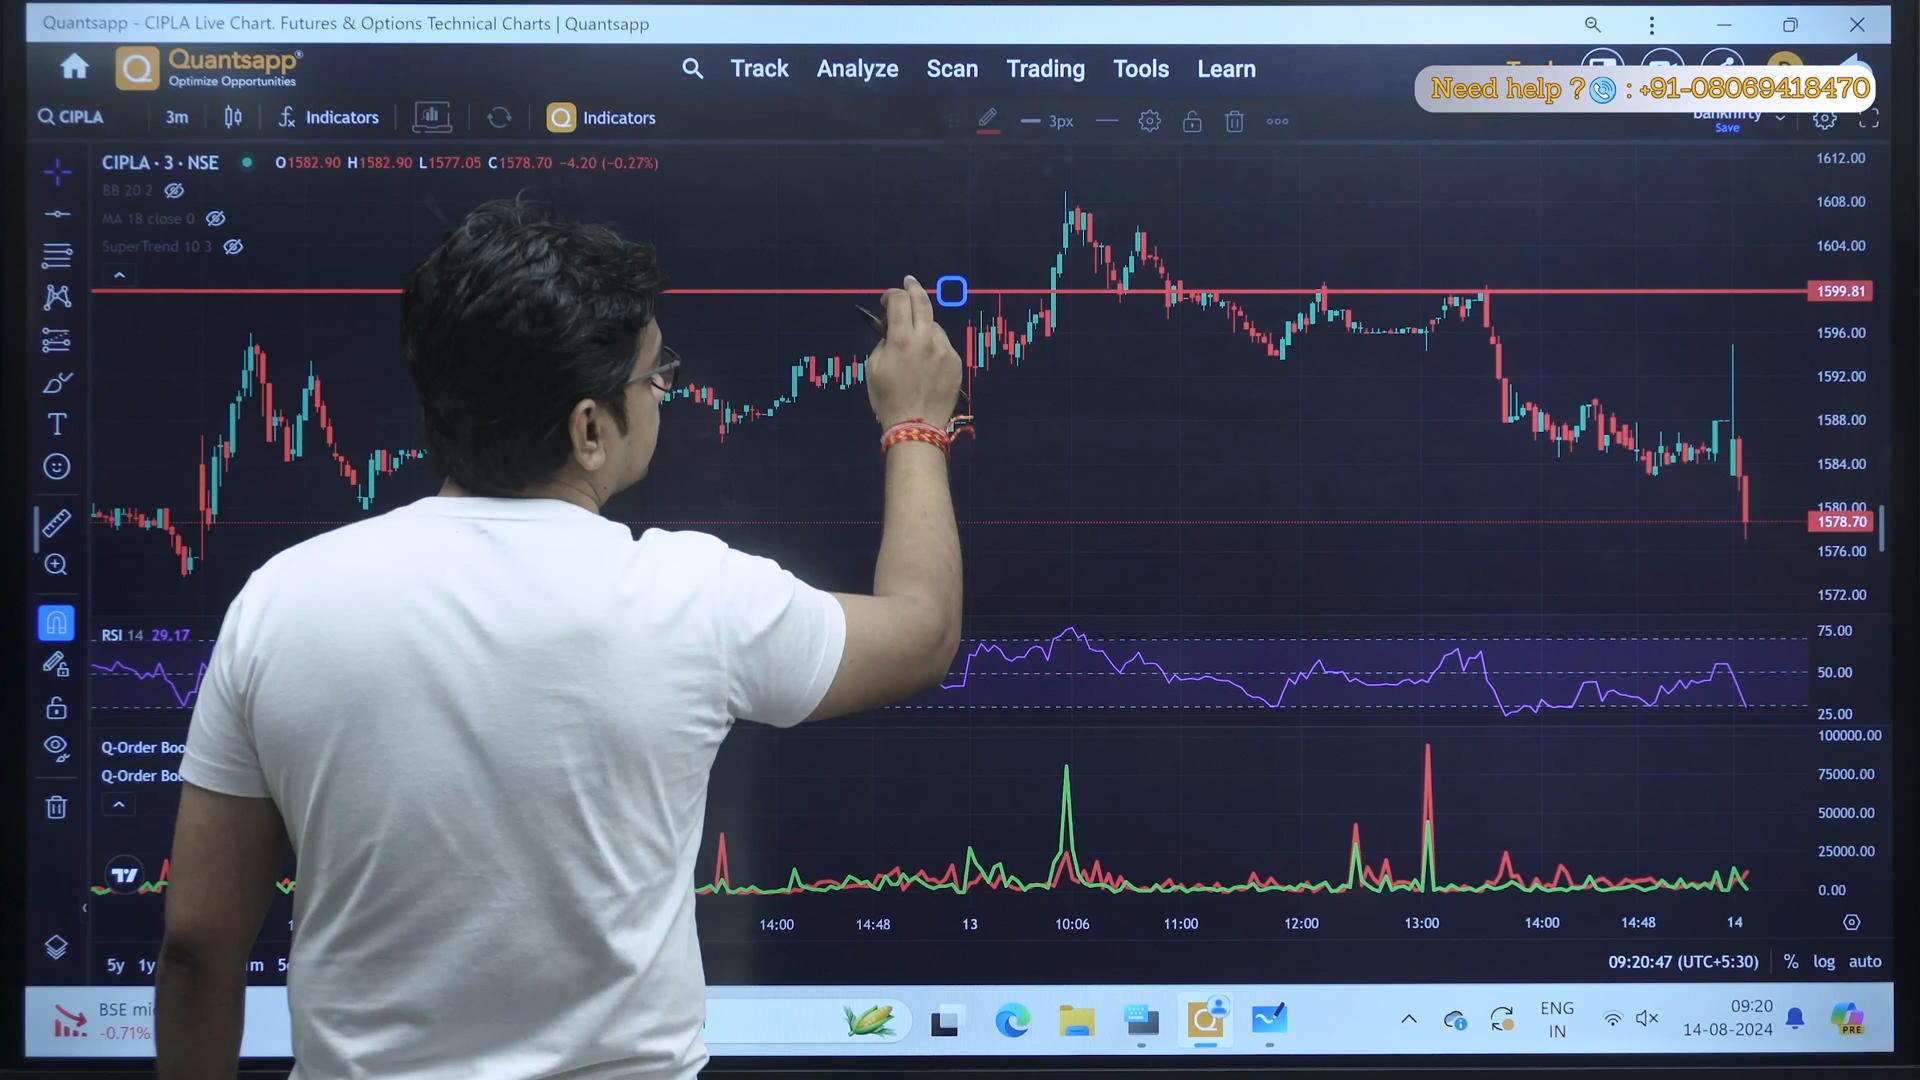 Quantsapp - CIPLA Live Chart. Futures & Options Technical Charts | Quantsapp
Quantsapp®
Optimize Opportunities
Track Analyze Scan Trading Tools Learn
Need help ? : +91-08069418470
CIPLA 3m Indicators Indicators 3px
Save
CIPLA · 3 · NSE O1582.90 H1582.90 L1577.05 C1578.70 −4.20 (−0.27%)
BB 20 2
MA 18 close 0
SuperTrend 10 3
1612.00
1608.00
1604.00
1599.81
1596.00
1592.00
1588.00
1584.00
1580.00
1578.70
1576.00
1572.00
RSI 14 29.17
75.00
50.00
25.00
Q-Order Boo
Q-Order Boo
100000.00
75000.00
50000.00
25000.00
0.00
14:00 14:48 13 10:06 11:00 12:00 13:00 14:00 14:48 14
5y 1y
09:20:47 (UTC+5:30) % log auto
BSE mi
-0.71%
ENG
IN
09:20
14-08-2024
PRE